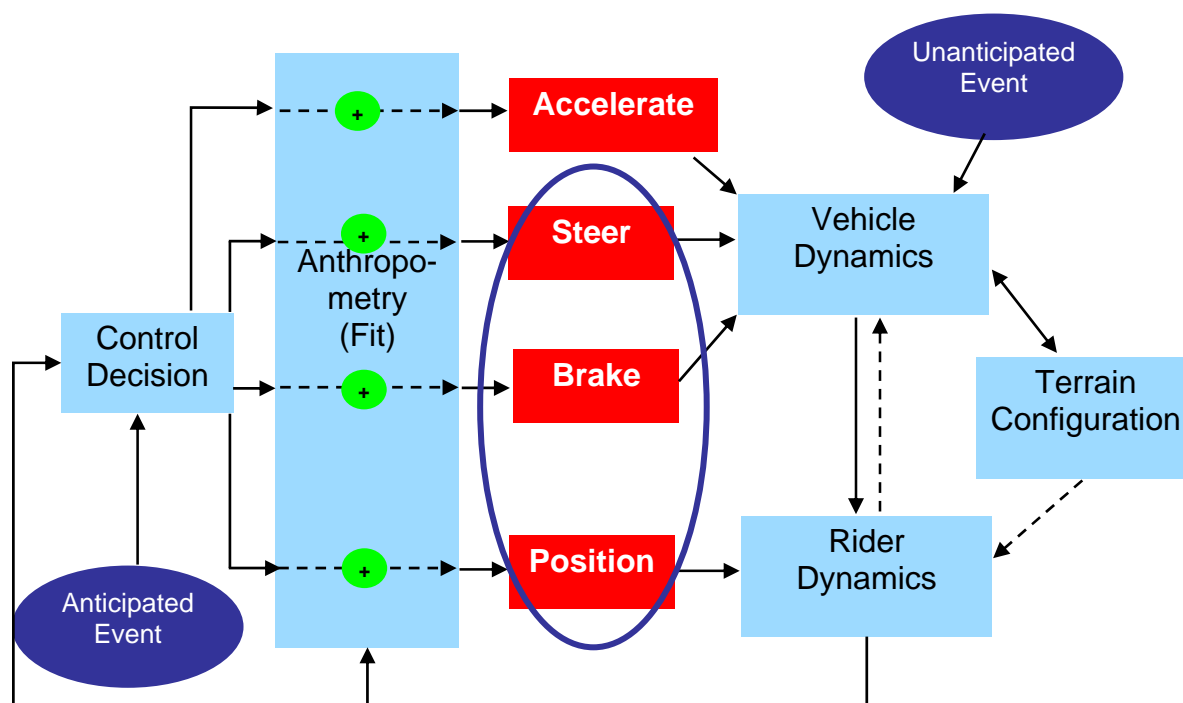 Unanticipated
Event
Accelerate
+
Steer
+
Vehicle
Dynamics
Anthropo-
metry
(Fit)
Control
Decision
Brake
+
Terrain
Configuration
Position
+
Rider
Dynamics
Anticipated
Event